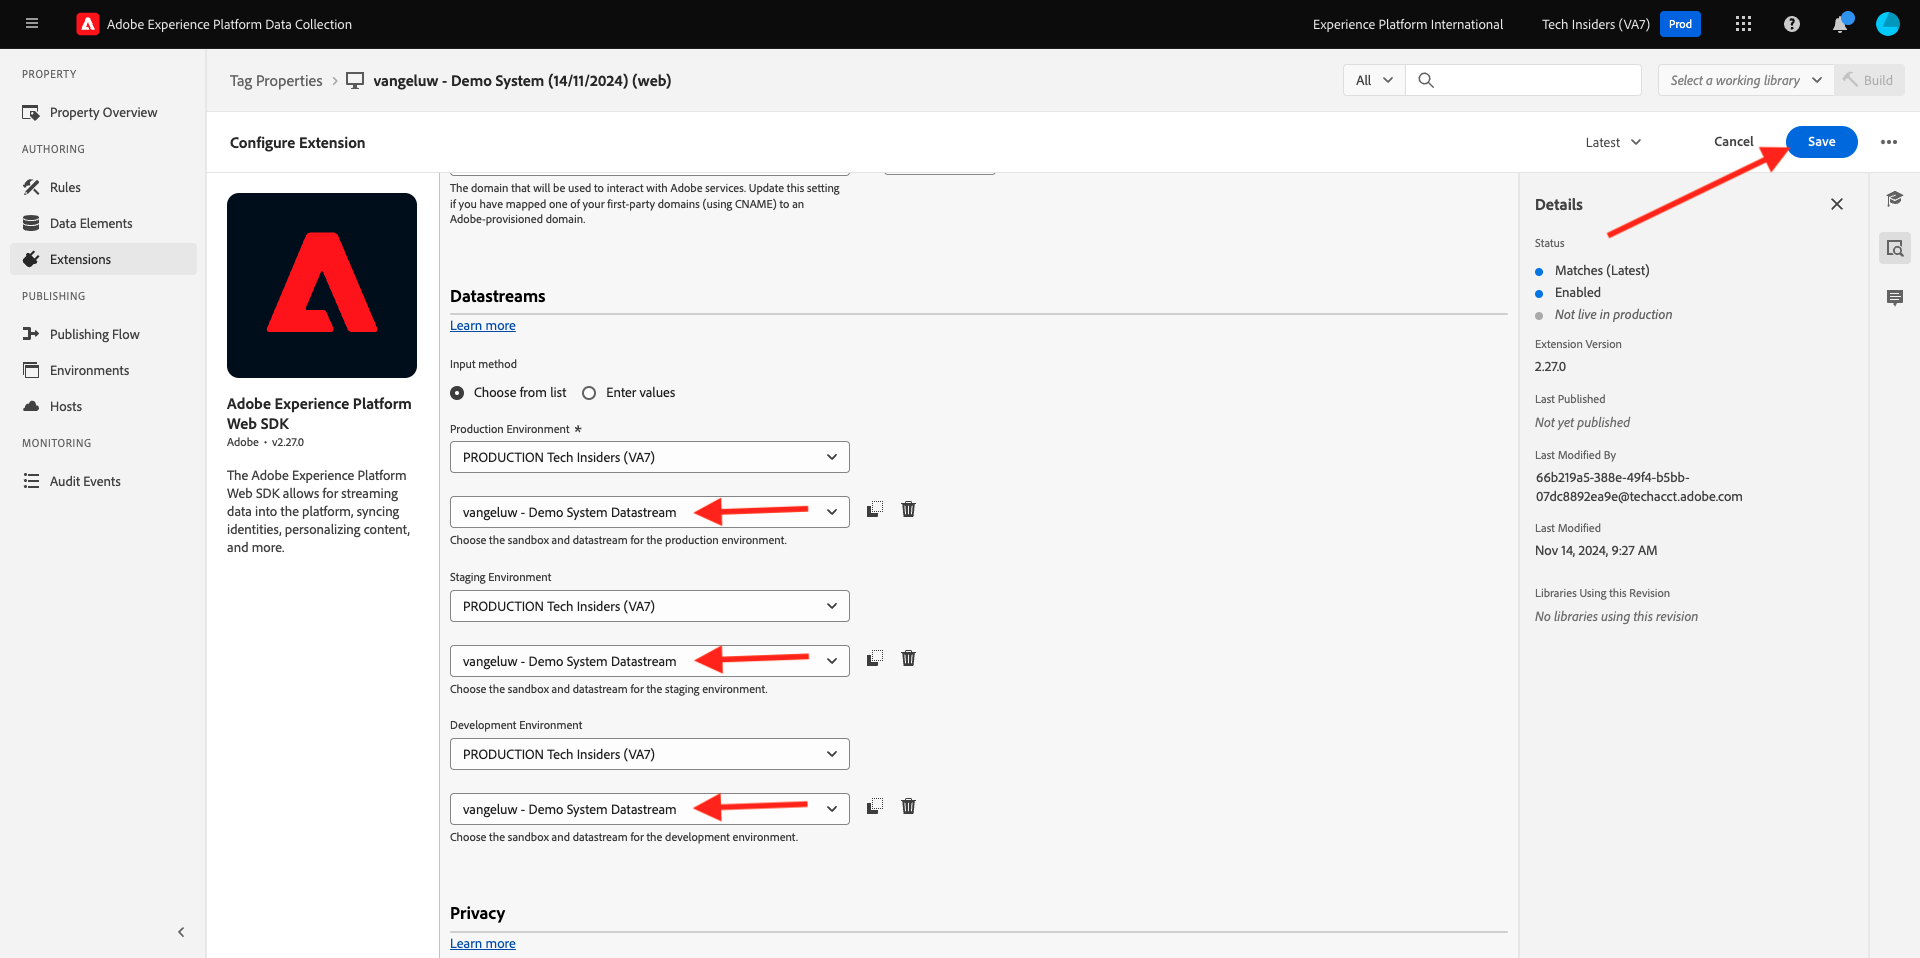 Adobe Experience Platform Data Collection
Experience Platform International
Tech Insiders (VA7)
Prod
PROPERTY
Property Overview
AUTHORING
Rules
Data Elements
Extensions
PUBLISHING
Publishing Flow
Environments
Hosts
MONITORING
Audit Events
Tag Properties
vangeluw - Demo System (14/11/2024) (web)
All
Select a working library
Build
Configure Extension
Latest
Cancel
Save
Adobe Experience Platform
Web SDK
Adobe • v2.27.0
The Adobe Experience Platform
Web SDK allows for streaming
data into the platform, syncing
identities, personalizing content,
and more.
The domain that will be used to interact with Adobe services. Update this setting
if you have mapped one of your first-party domains (using CNAME) to an
Adobe-provisioned domain.
Datastreams
Learn more
Input method
Choose from list
Enter values
Production Environment *
PRODUCTION Tech Insiders (VA7)
vangeluw - Demo System Datastream
Choose the sandbox and datastream for the production environment.
Staging Environment
PRODUCTION Tech Insiders (VA7)
vangeluw - Demo System Datastream
Choose the sandbox and datastream for the staging environment.
Development Environment
PRODUCTION Tech Insiders (VA7)
vangeluw - Demo System Datastream
Choose the sandbox and datastream for the development environment.
Privacy
Learn more
Details
Status
Matches (Latest)
Enabled
Not live in production
Extension Version
2.27.0
Last Published
Not yet published
Last Modified By
66b219a5-388e-49f4-b5bb-
07dc8892ea9e@techacct.adobe.com
Last Modified
Nov 14, 2024, 9:27 AM
Libraries Using this Revision
No libraries using this revision